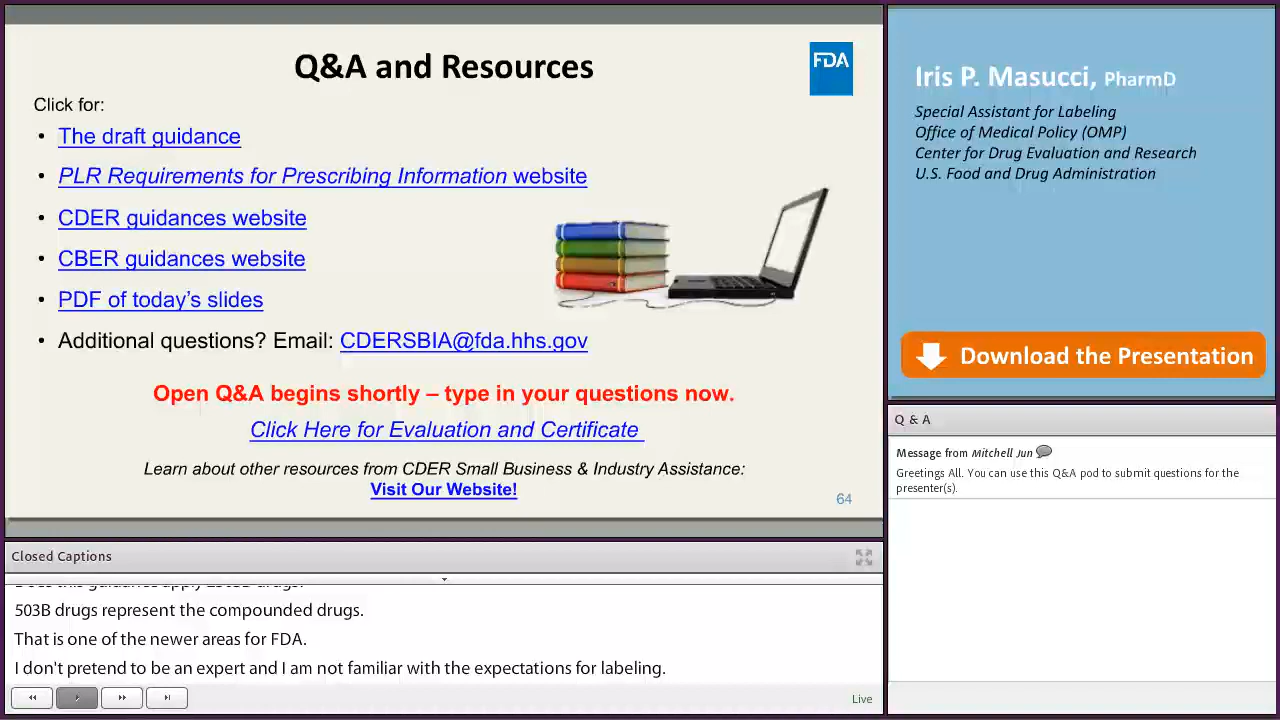 Q&A and Resources
FDA
Click for:
• The draft guidance
• PLR Requirements for Prescribing Information website
• CDER guidances website
• CBER guidances website
• PDF of today's slides
• Additional questions? Email: CDERSBIA@fda.hhs.gov
Open Q&A begins shortly – type in your questions now.
Click Here for Evaluation and Certificate
Learn about other resources from CDER Small Business & Industry Assistance:
Visit Our Website!
64
Iris P. Masucci, PharmD
Special Assistant for Labeling
Office of Medical Policy (OMP)
Center for Drug Evaluation and Research
U.S. Food and Drug Administration
Download the Presentation
Q & A
Message from Mitchell Jun
Greetings All. You can use this Q&A pod to submit questions for the
presenter(s).
Closed Captions
503B drugs represent the compounded drugs.
That is one of the newer areas for FDA.
I don't pretend to be an expert and I am not familiar with the expectations for labeling.
Live